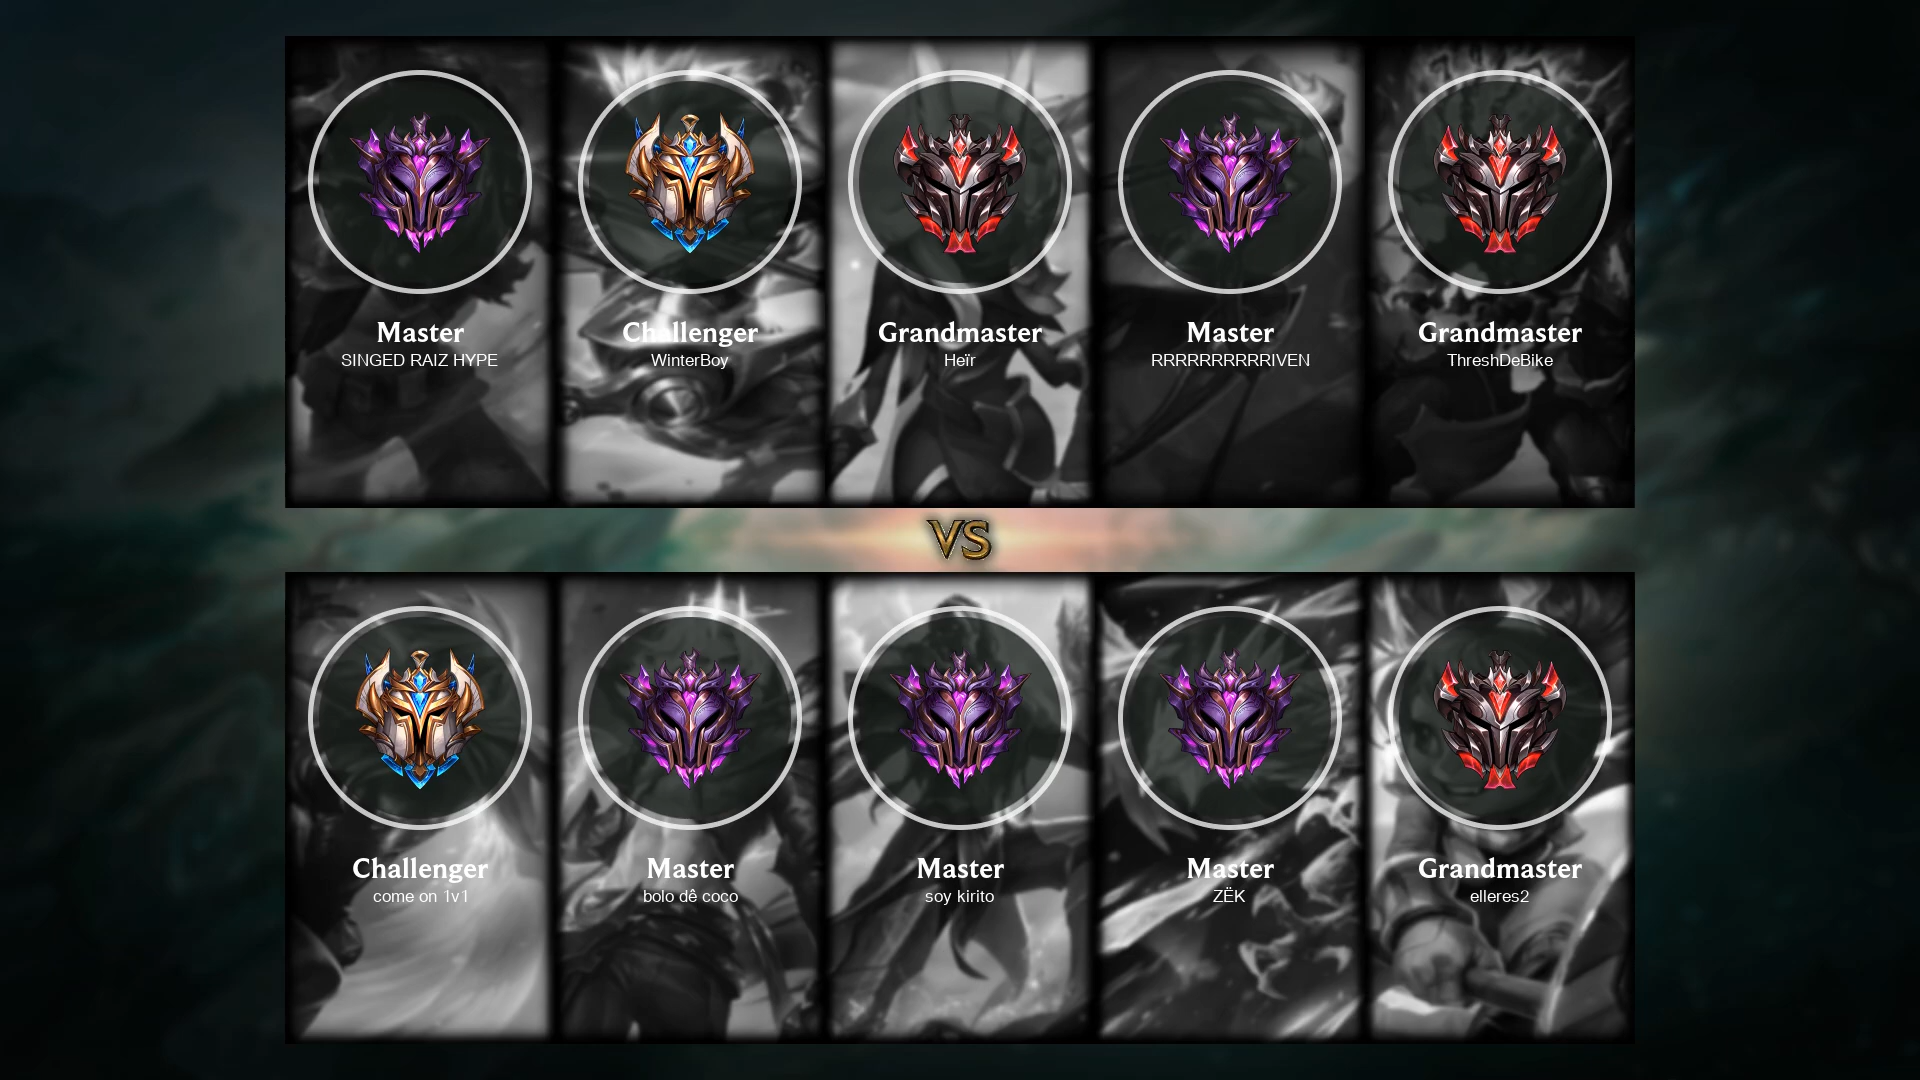 Master
SINGED RAIZ HYPE
Challenger
WinterBoy
Grandmaster
Heïr
Master
RRRRRRRRRRIVEN
Grandmaster
ThreshDeBike
VS
Challenger
come on 1v1
Master
bolo dê coco
Master
soy kirito
Master
ZËK
Grandmaster
elleres2